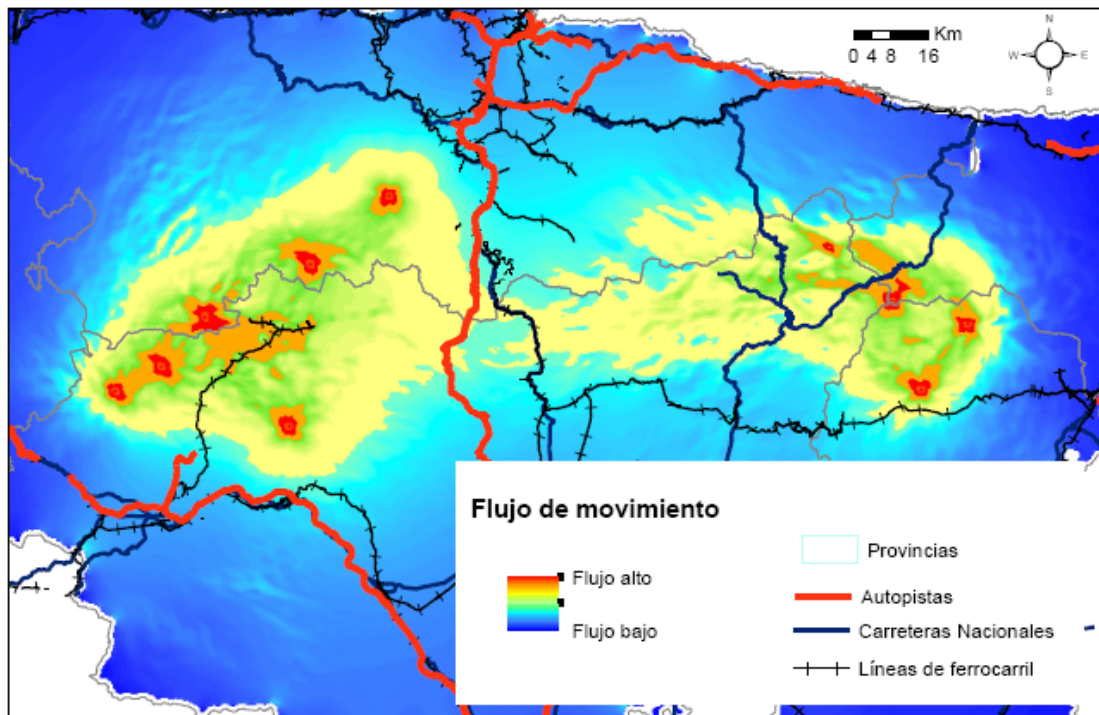 Km
0 4 8 16
N
W E
S
Flujo de movimiento
Flujo alto
Flujo bajo
Provincias
Autopistas
Carreteras Nacionales
Líneas de ferrocarril